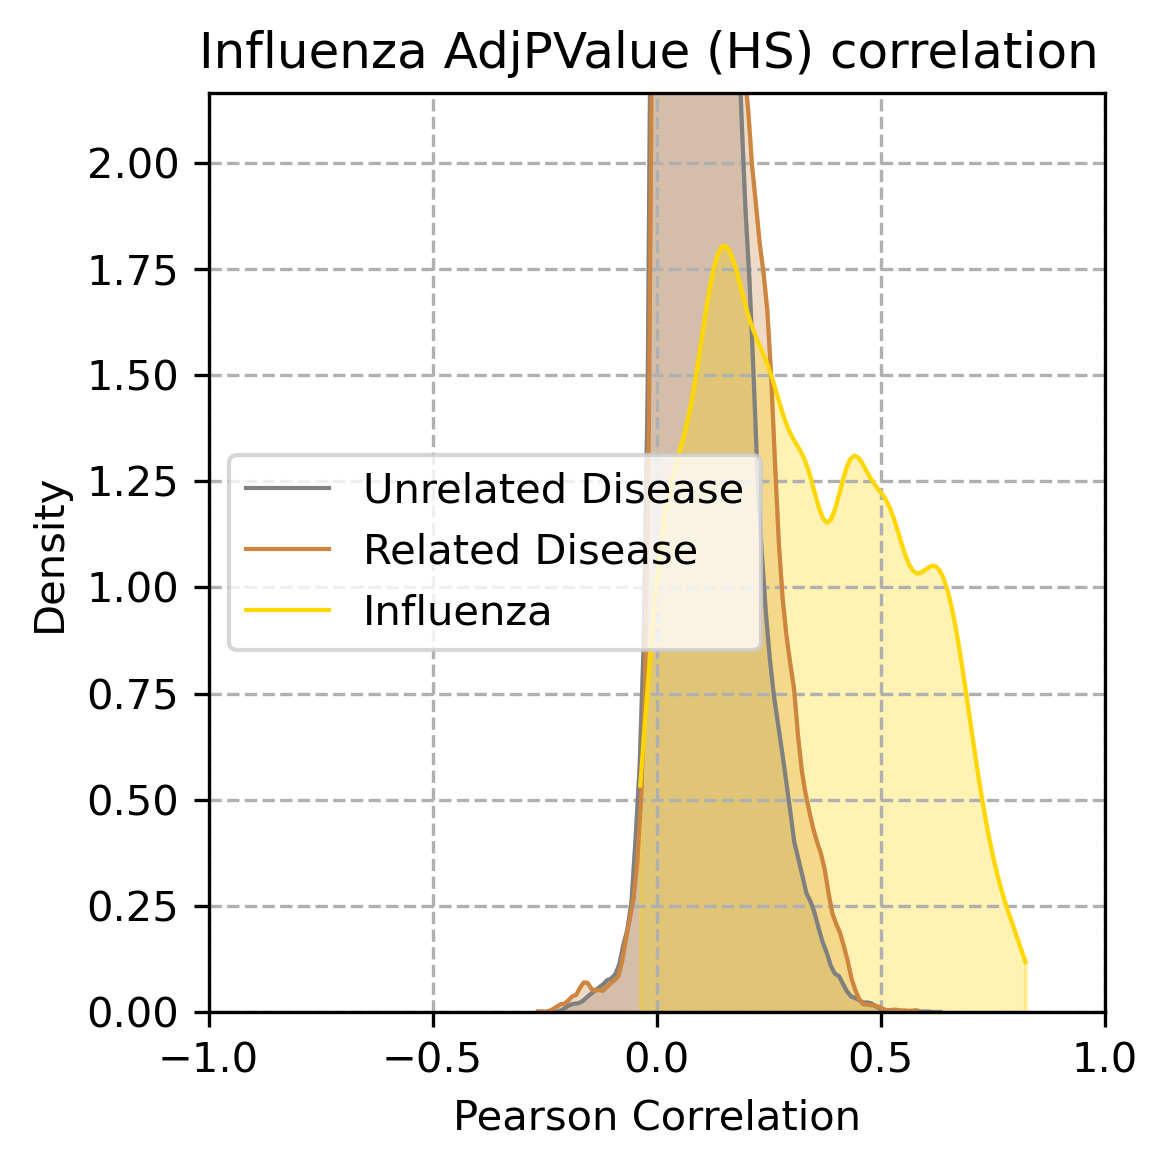 Influenza AdjPValue (HS) correlation
2.00
1.75
1.50
1.25
1.00
0.75
0.50
0.25
0.00
Density
Unrelated Disease
Related Disease
Influenza
−1.0
−0.5
0.0
0.5
1.0
Pearson Correlation